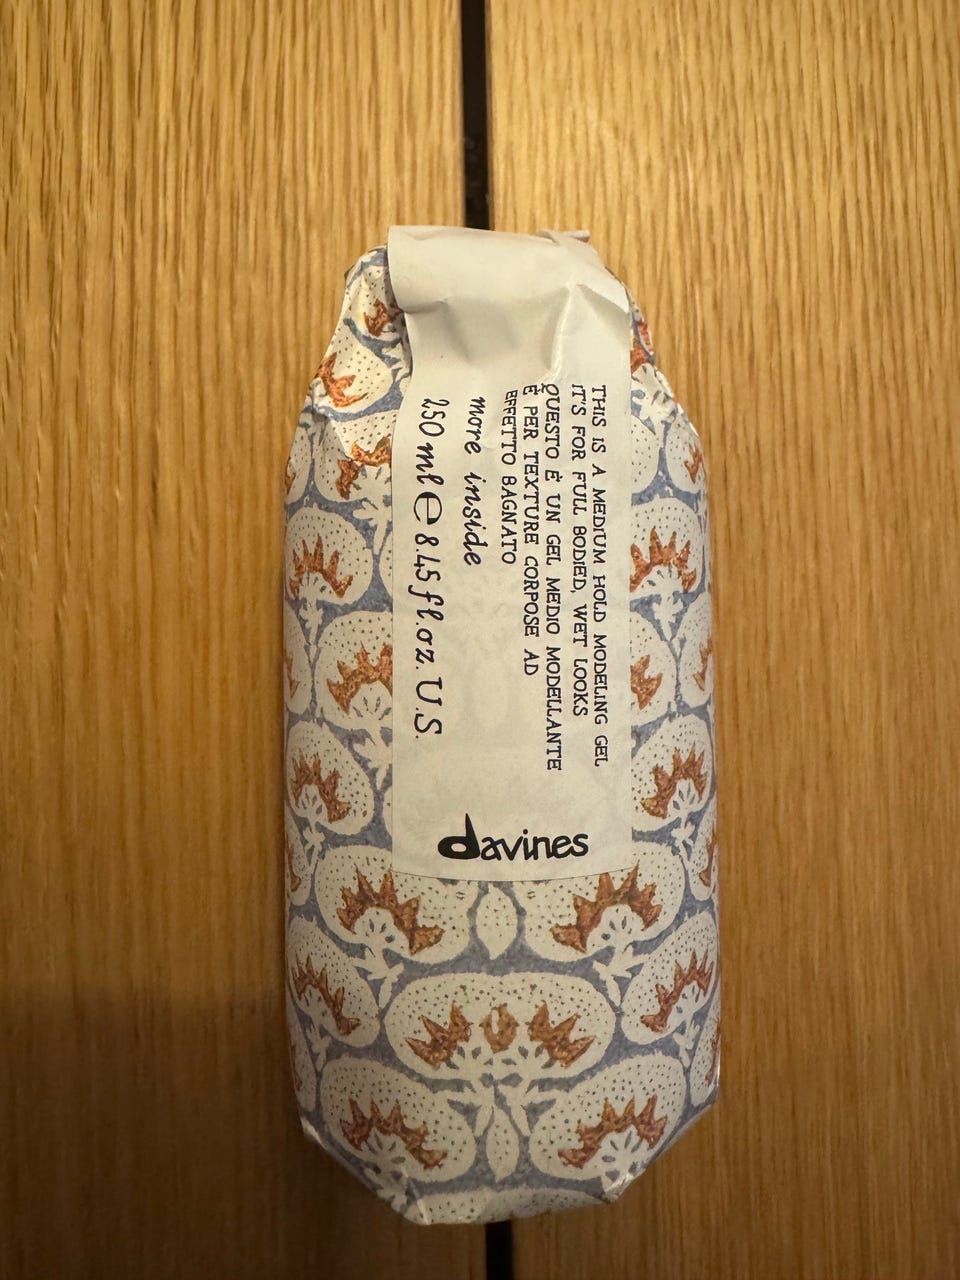 THIS IS A MEDIUM HOLD MODELING GEL
IT'S FOR FULL BODIED, WET LOOKS
QUESTO È UN GEL MEDIO MODELLANTE
È PER TEXTURE CORPOSE AD
EFFETTO BAGNATO
more inside
250 ml ℮ 8.45 fl.oz. U.S.
davines